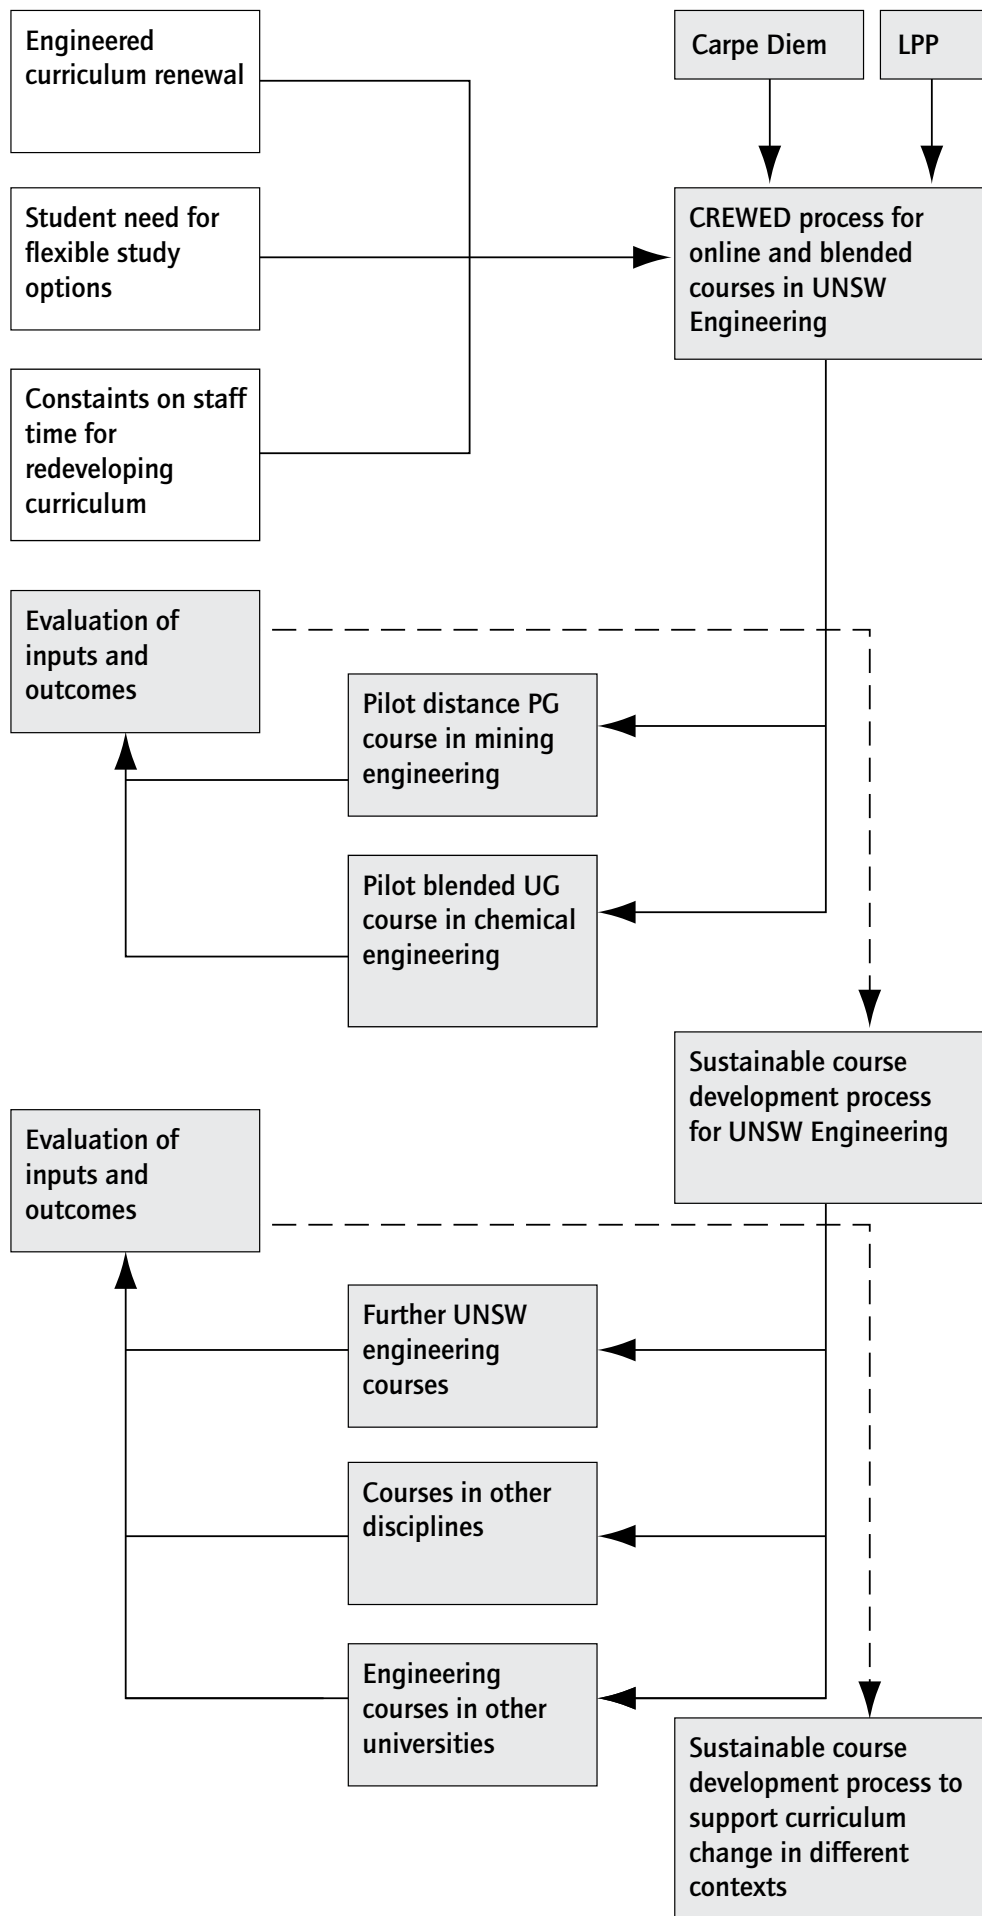 Engineered
curriculum renewal
Carpe Diem
LPP
Student need for
flexible study
options
CREWED process for
online and blended
courses in UNSW
Engineering
Constaints on staff
time for
redeveloping
curriculum
Evaluation of
inputs and
outcomes
Pilot distance PG
course in mining
engineering
Pilot blended UG
course in chemical
engineering
Sustainable course
development process
for UNSW Engineering
Evaluation of
inputs and
outcomes
Further UNSW
engineering
courses
Courses in other
disciplines
Engineering
courses in other
universities
Sustainable course
development process to
support curriculum
change in different
contexts